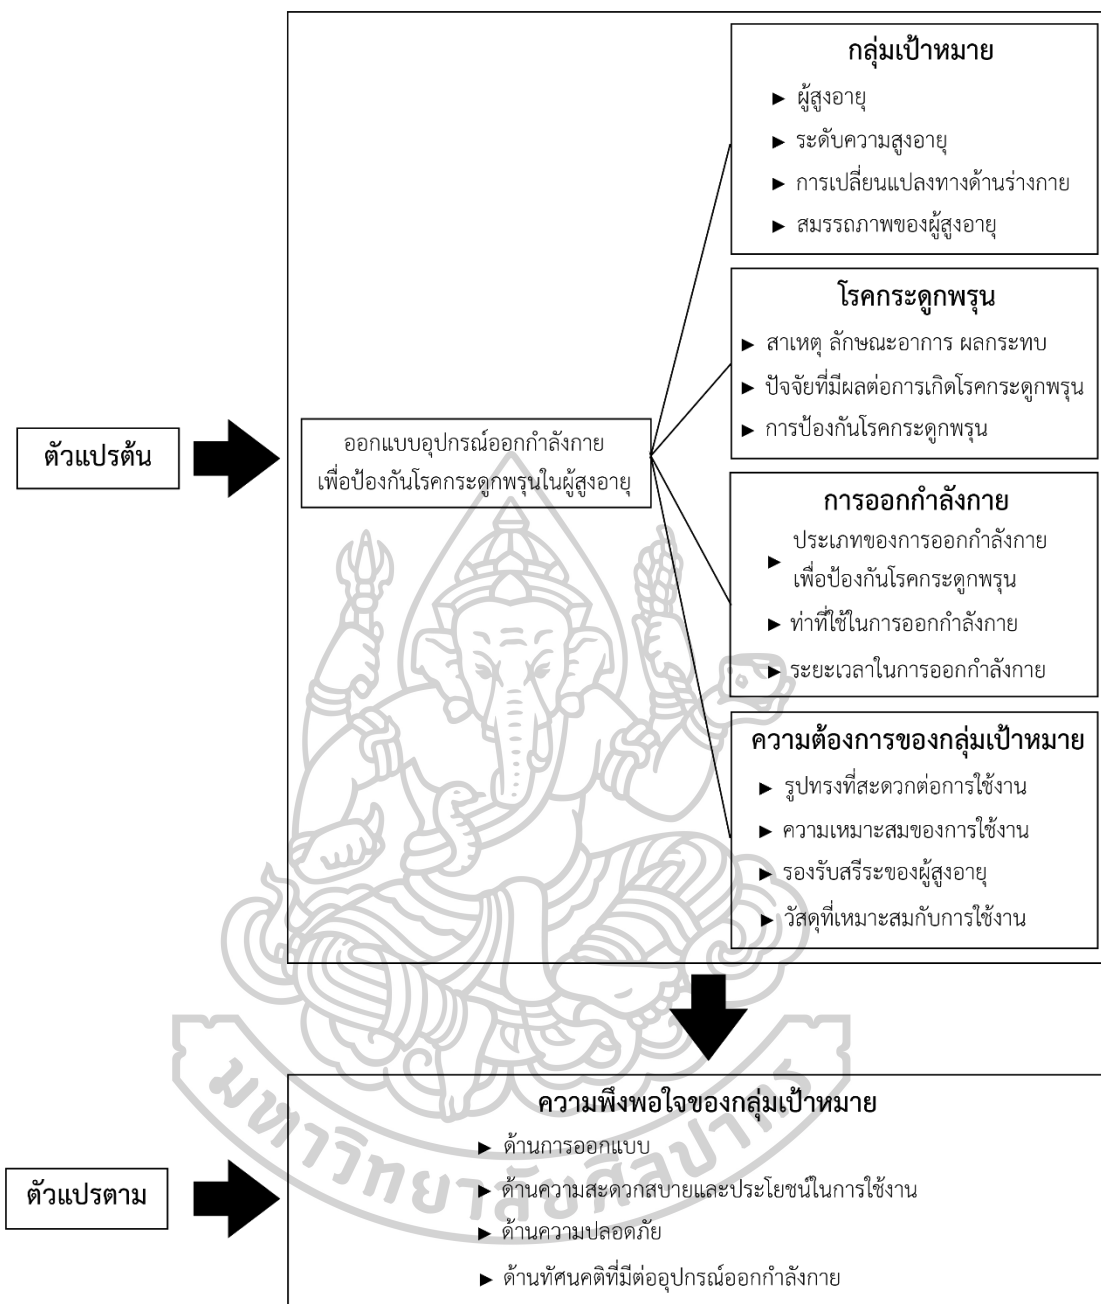 กลุ่มเป้าหมาย
► ผู้สูงอายุ
► ระดับความสูงอายุ
► การเปลี่ยนแปลงทางด้านร่างกาย
► สมรรถภาพของผู้สูงอายุ
โรคกระดูกพรุน
► สาเหตุ ลักษณะอาการ ผลกระทบ
► ปัจจัยที่มีผลต่อการเกิดโรคกระดูกพรุน
► การป้องกันโรคกระดูกพรุน
ตัวแปรต้น
ออกแบบอุปกรณ์ออกกำลังกาย
เพื่อป้องกันโรคกระดูกพรุนในผู้สูงอายุ
การออกกำลังกาย
► ประเภทของการออกกำลังกาย
เพื่อป้องกันโรคกระดูกพรุน
► ท่าที่ใช้ในการออกกำลังกาย
► ระยะเวลาในการออกกำลังกาย
ความต้องการของกลุ่มเป้าหมาย
► รูปทรงที่สะดวกต่อการใช้งาน
► ความเหมาะสมของการใช้งาน
► รองรับสรีระของผู้สูงอายุ
► วัสดุที่เหมาะสมกับการใช้งาน
ความพึงพอใจของกลุ่มเป้าหมาย
► ด้านการออกแบบ
► ด้านความสะดวกสบายและประโยชน์ในการใช้งาน
► ด้านความปลอดภัย
► ด้านทัศนคติที่มีต่ออุปกรณ์ออกกำลังกาย
ตัวแปรตาม
มหาวิทยาลัยศิลปากร